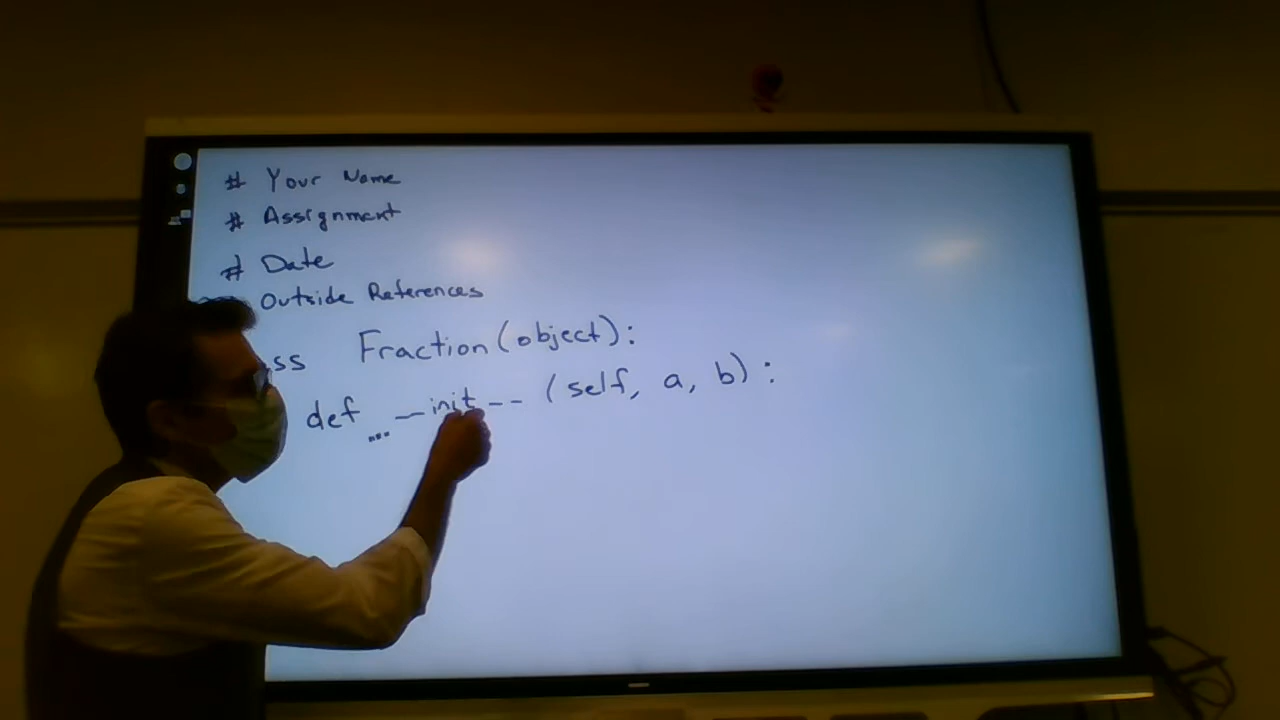 # Your Name
# Assignment
# Date
Outside References
ss Fraction(object):
def __init__(self, a, b):